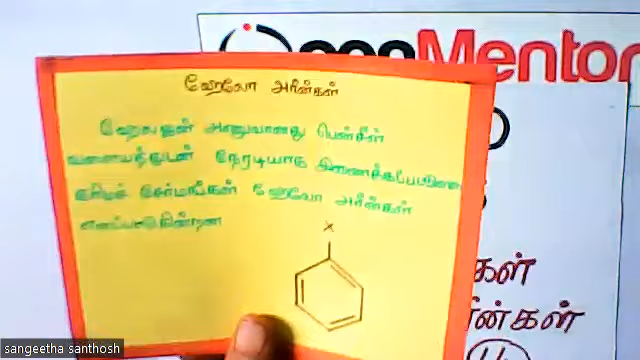 Mentor
ஹேலோ அரீன்கள்
ஹேலஜன் அணுவானது பென்சீன்
வளையத்துடன் நேரடியாக இணைக்கப்பட்டுள்ள
கரிமச் சேர்மங்கள் ஹேலோ அரீன்கள்
எனப்படுகின்றன
X
கள்
ரீன்கள்
sangeetha santhosh